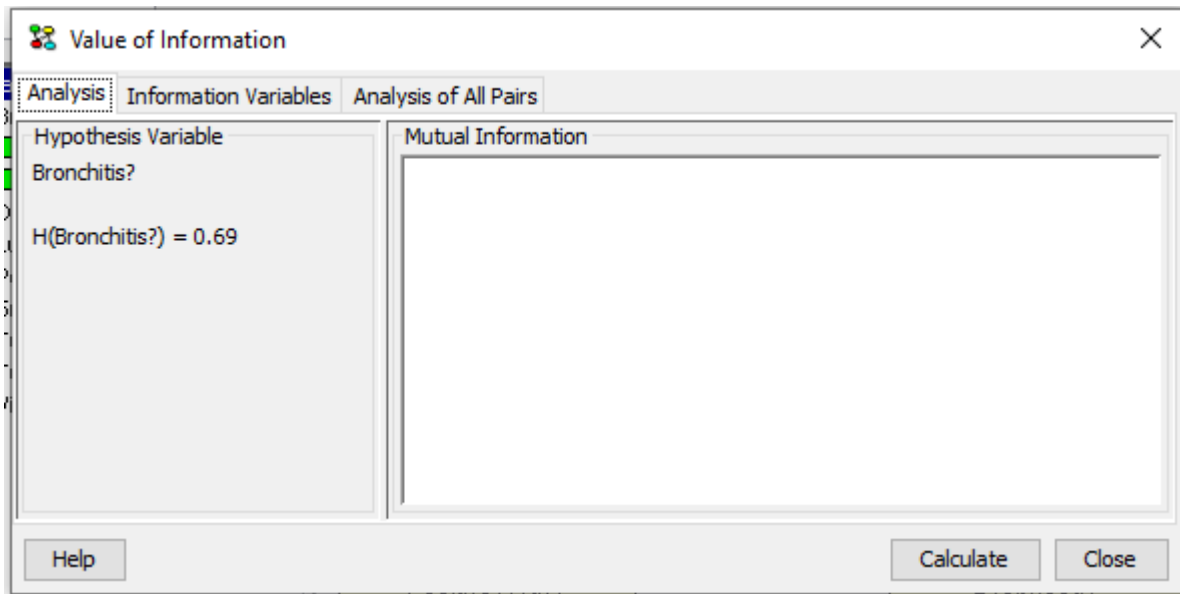 Value of Information
Analysis
Information Variables
Analysis of All Pairs
Hypothesis Variable
Bronchitis?
H(Bronchitis?) = 0.69
Mutual Information
Help
Calculate
Close